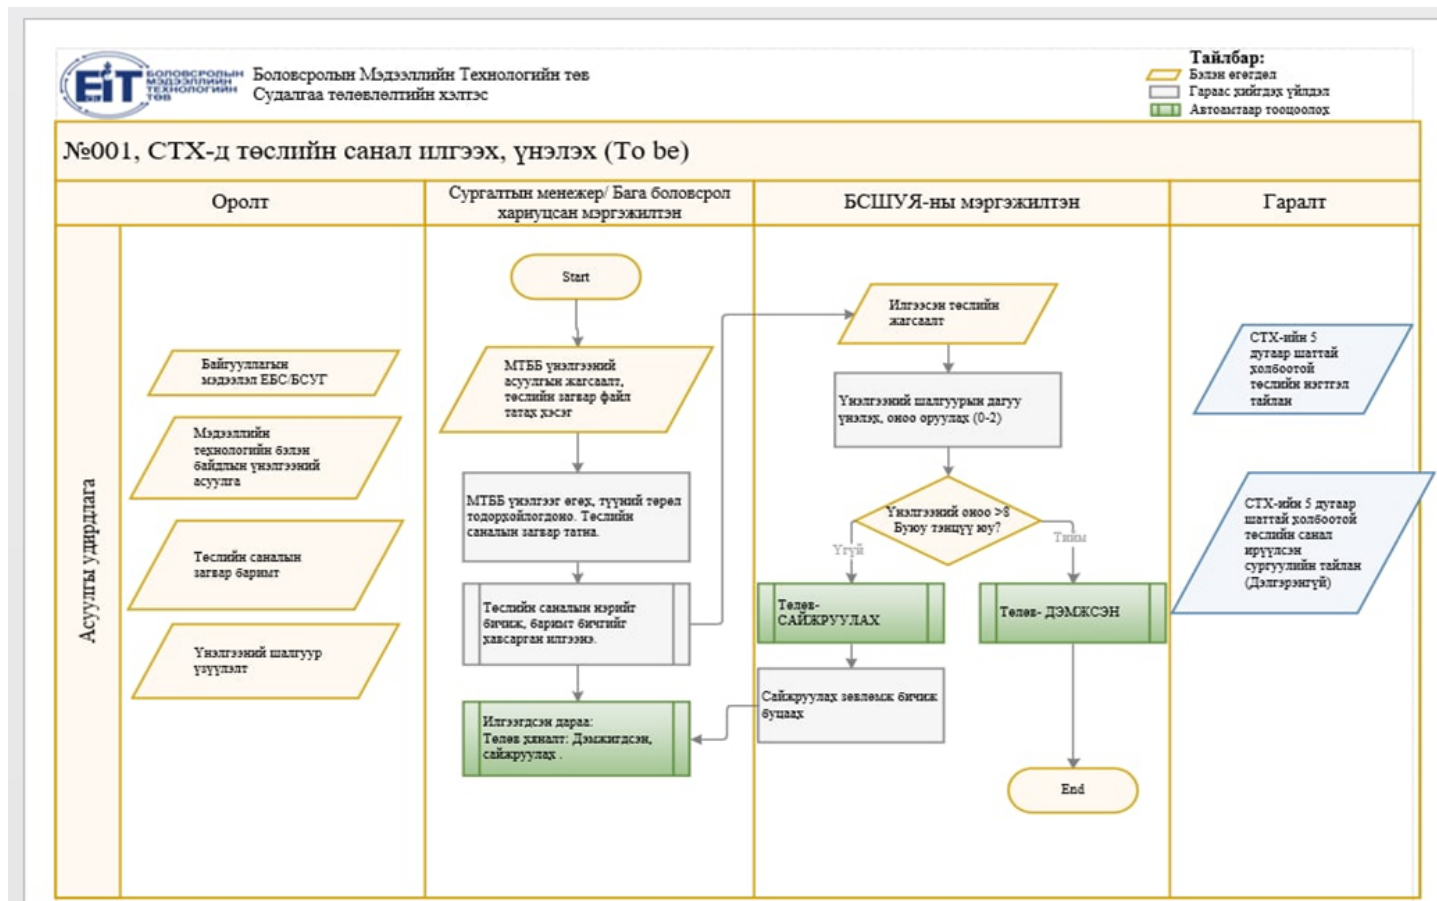 EIT
БОЛОВСРОЛЫН
МЭДЭЭЛЛИЙН
ТЕХНОЛОГИЙН
ТӨВ
Боловсролын Мэдээллийн Технологийн төв
Судалгаа төлөвлөлтийн хэлтэс
Тайлбар:
Бэлэн өгөгдөл
Гараас хийгдэх үйлдэл
Автоамтаар тооцоолох
№001, СТХ-д төслийн санал илгээх, үнэлэх (To be)
Оролт
Сургалтын менежер/ Бага боловсрол
хариуцсан мэргэжилтэн
БСШУЯ-ны мэргэжилтэн
Гаралт
Асуулгы удирдлага
Байгууллагын
мэдээлэл ЕБС/БСУГ
Мэдээллийн
технологийн бэлэн
байдлын үнэлгээний
асуулга
Төслийн саналын
загвар баримт
Үнэлгээний шалгуур
үзүүлэлт
Start
МТББ үнэлгээний
асуулгын жагсаалт,
төслийн загвар файл
татах хэсэг
МТББ үнэлгээг өгөх, түүний төрөл
тодорхойлогдоно. Төслийн
саналын загвар татна.
Төслийн саналын нэрийг
бичиж, баримт бичгийг
хавсарган илгээнэ.
Илгээгдсэн дараа:
Төлөв хяналт: Дэмжигдсэн,
сайжруулах .
Илгээсэн төслийн
жагсаалт
Үнэлгээний шалгуурын дагуу
үнэлэх, оноо оруулах (0-2)
Үнэлгээний оноо >8
Буюу тэнцүү юу?
Үгүй
Тийм
Төлөв-
САЙЖРУУЛАХ
Төлөв- ДЭМЖСЭН
Сайжруулах зөвлөмж бичиж
буцаах
End
СТХ-ийн 5
дугаар шаттай
холбоотой
төслийн нэгтгэл
тайлан
СТХ-ийн 5 дугаар
шаттай холбоотой
төслийн санал
ирүүлсэн
сургуулийн тайлан
(Дэлгэрэнгүй)